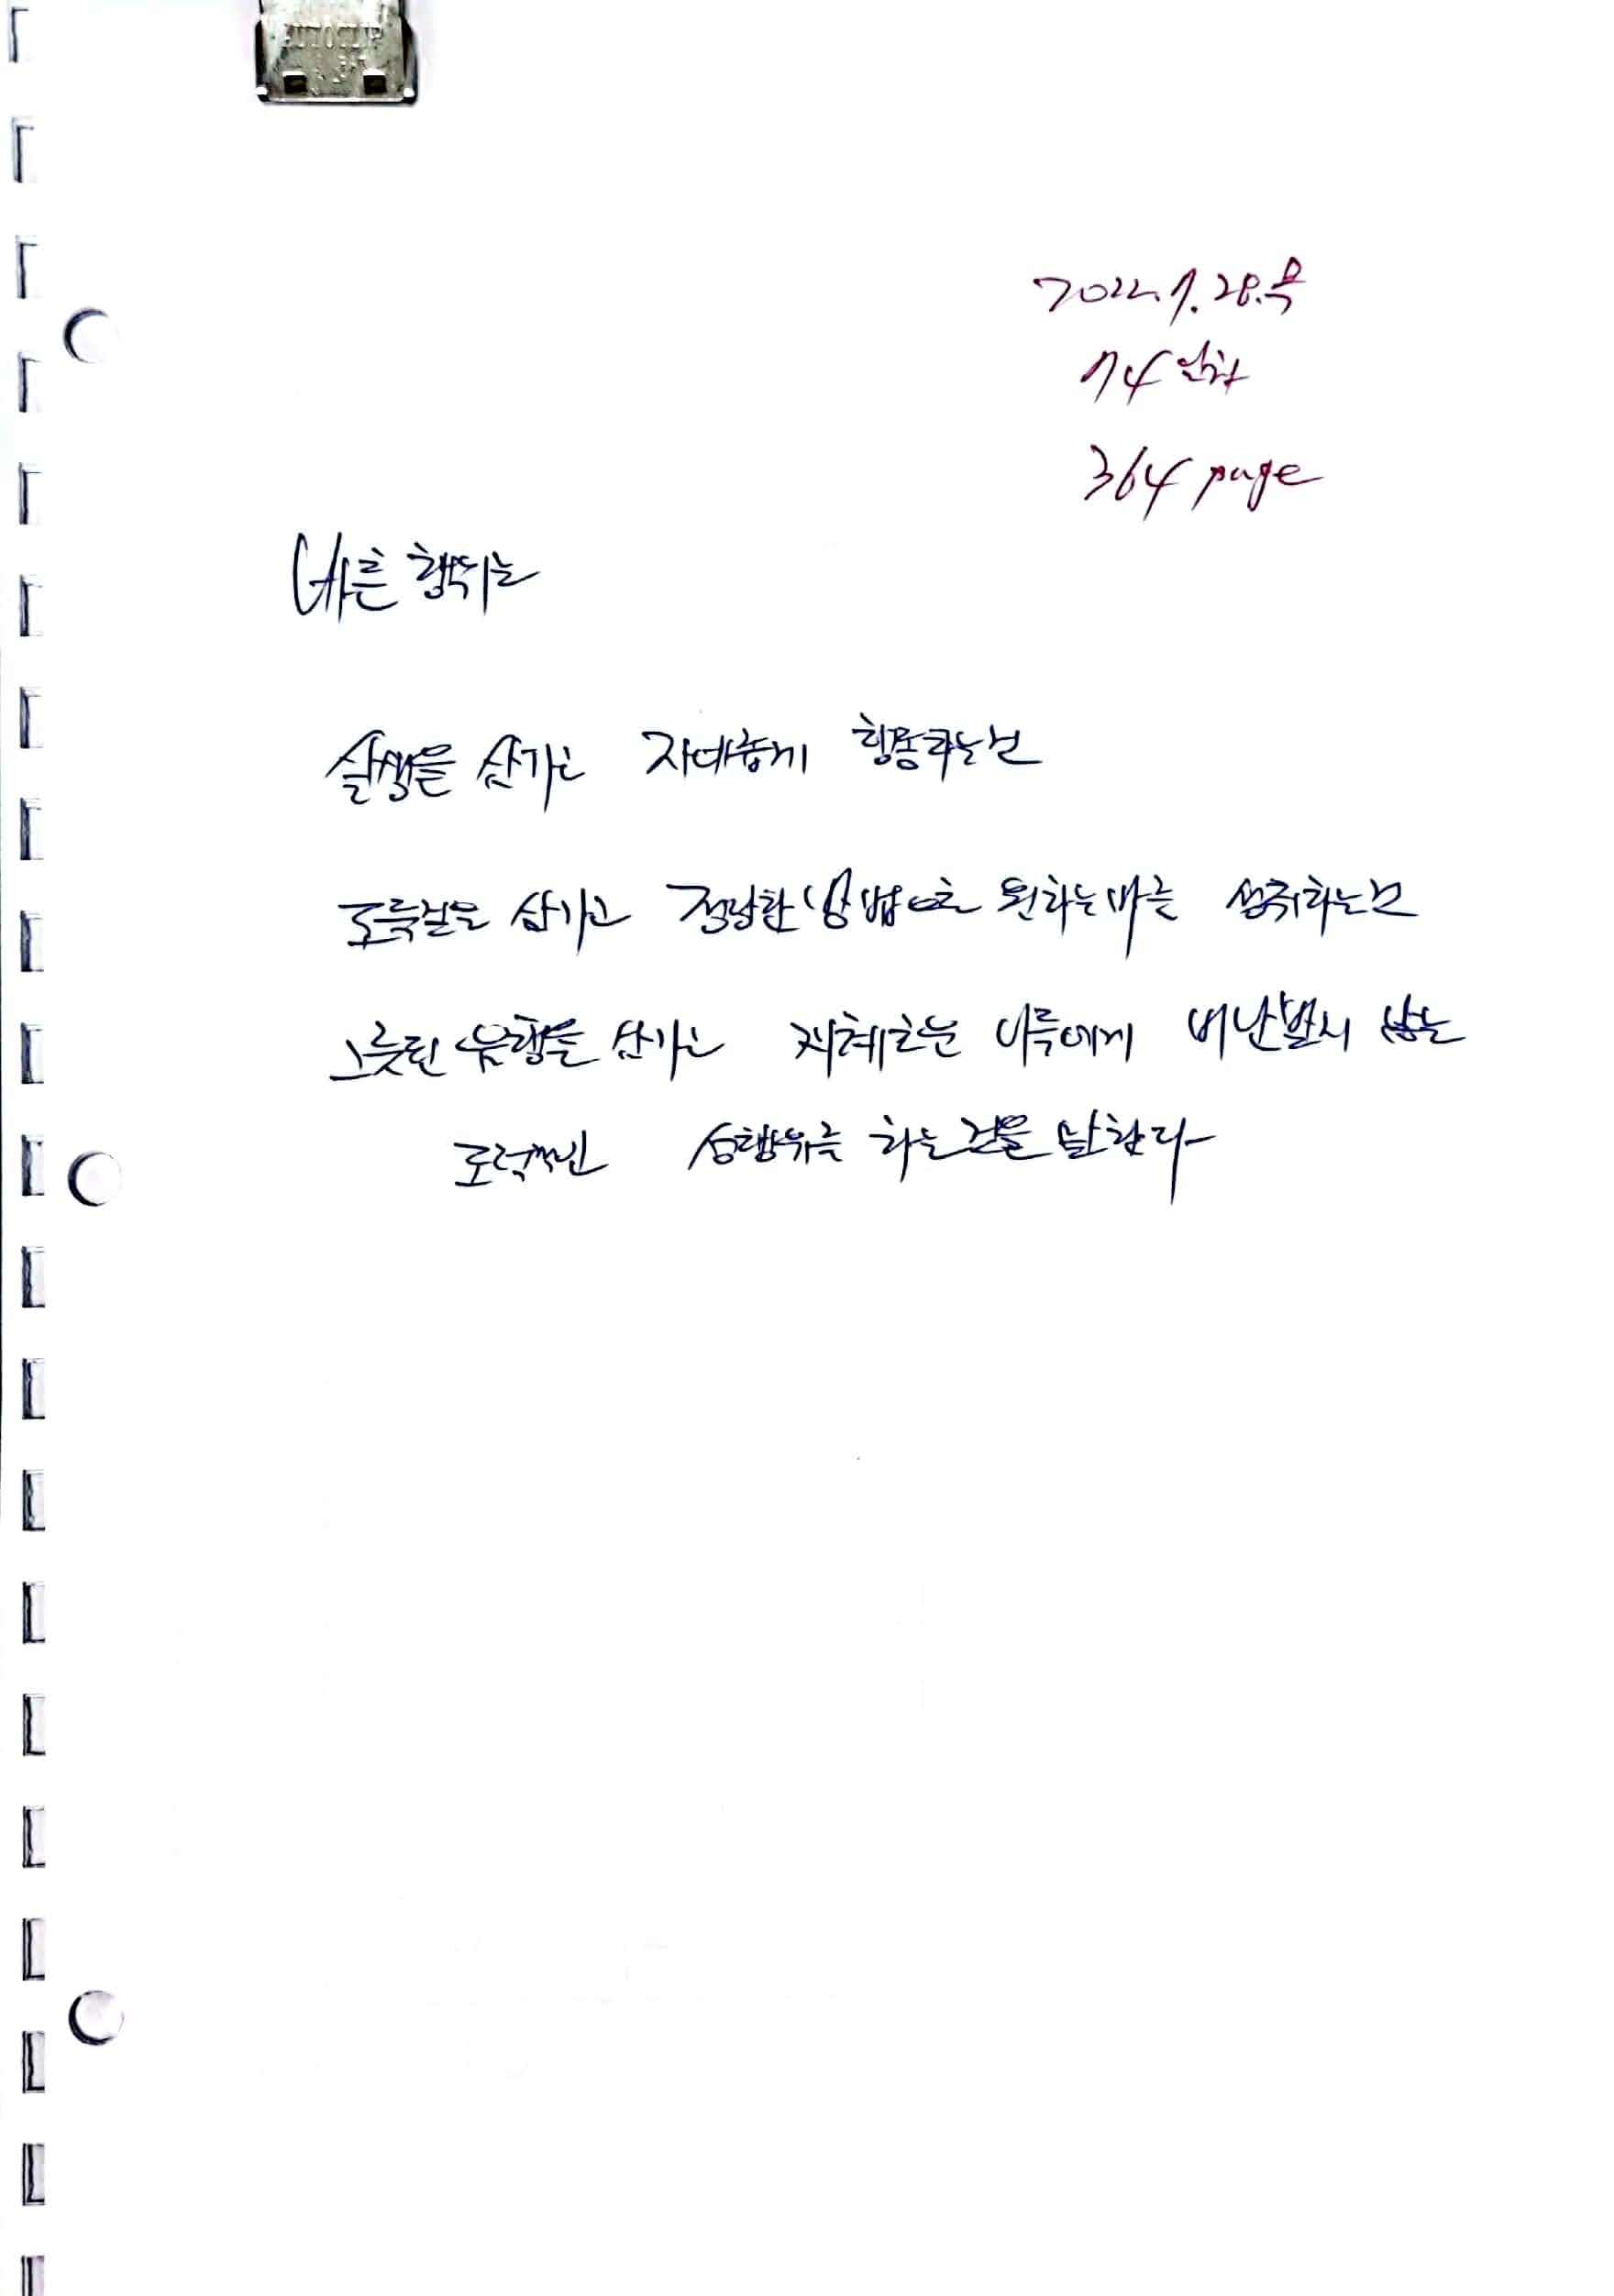 AUTOCLIP
2022. 7. 28. 목
74일차
364 page
바른 행위는
살생을 삼가고 자애롭게 행동하는것
도둑질을 삼가고 정당한 방법으로 원하는바를 성취하는것
그릇된 음행을 삼가고 지혜로운 이들에게 비난받지 않는
도덕적인 성행위를 하는것을 말한다